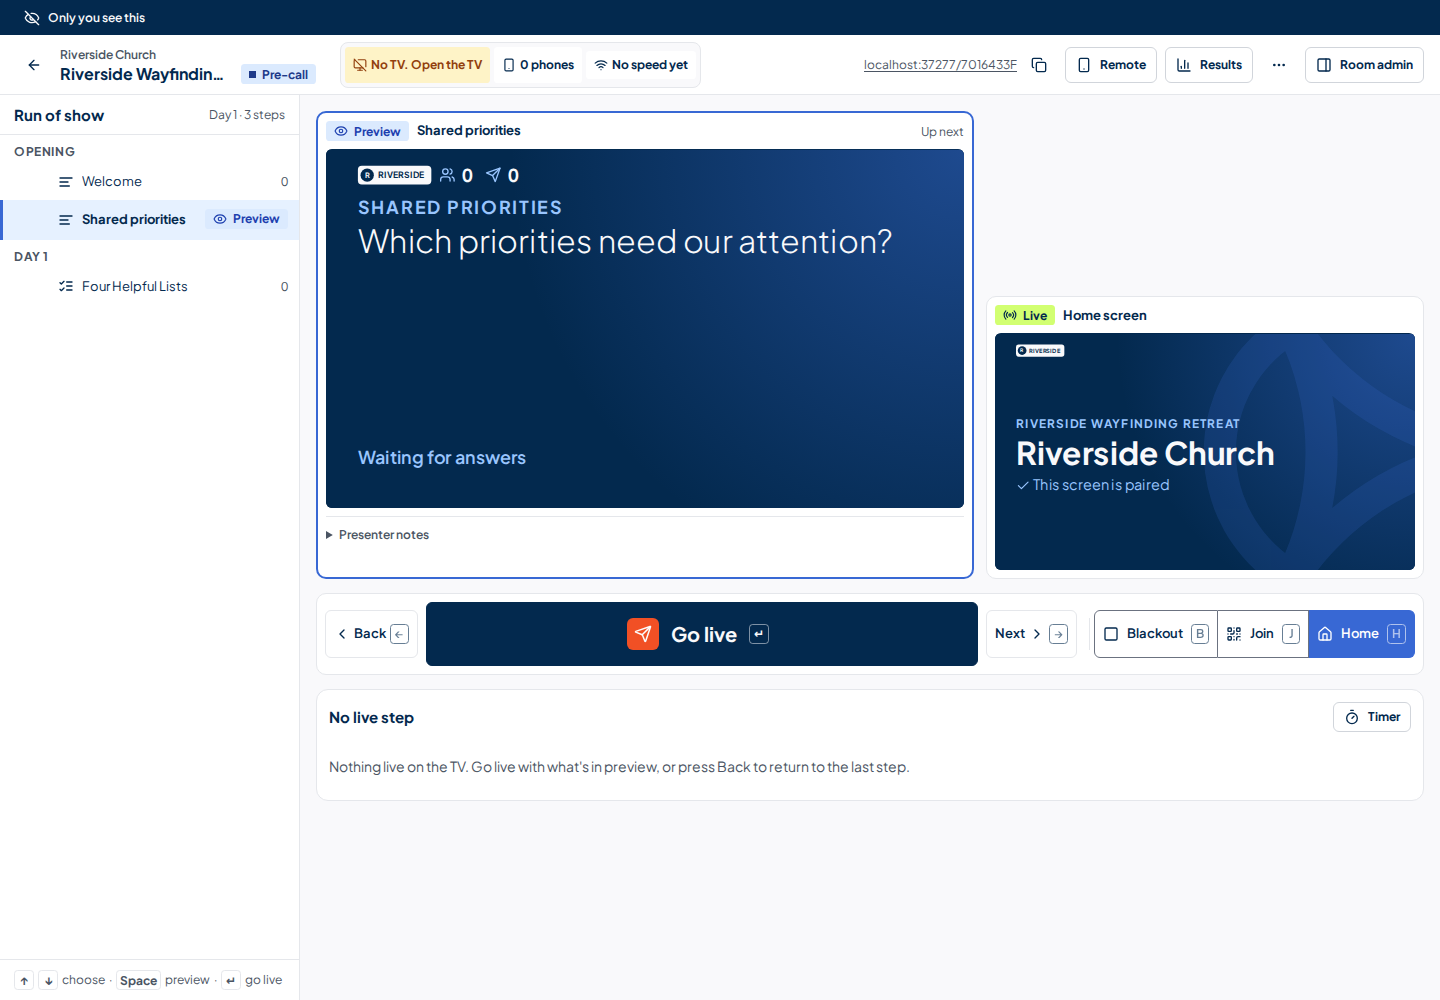 Only you see this
Riverside Church
Riverside Wayfindin...
Pre-call
No TV. Open the TV
0 phones
No speed yet
localhost:37277/7016433F
Remote
Results
Room admin
Run of show
Day 1 · 3 steps
OPENING
Welcome
0
Shared priorities
Preview
DAY 1
Four Helpful Lists
0
Preview
Shared priorities
Up next
R RIVERSIDE
0
0
SHARED PRIORITIES
Which priorities need our attention?
Waiting for answers
Presenter notes
Live
Home screen
R RIVERSIDE
RIVERSIDE WAYFINDING RETREAT
Riverside Church
This screen is paired
Back
Go live
Next
Blackout B
Join J
Home H
No live step
Timer
Nothing live on the TV. Go live with what's in preview, or press Back to return to the last step.
↑ ↓ choose · Space preview · ↵ go live